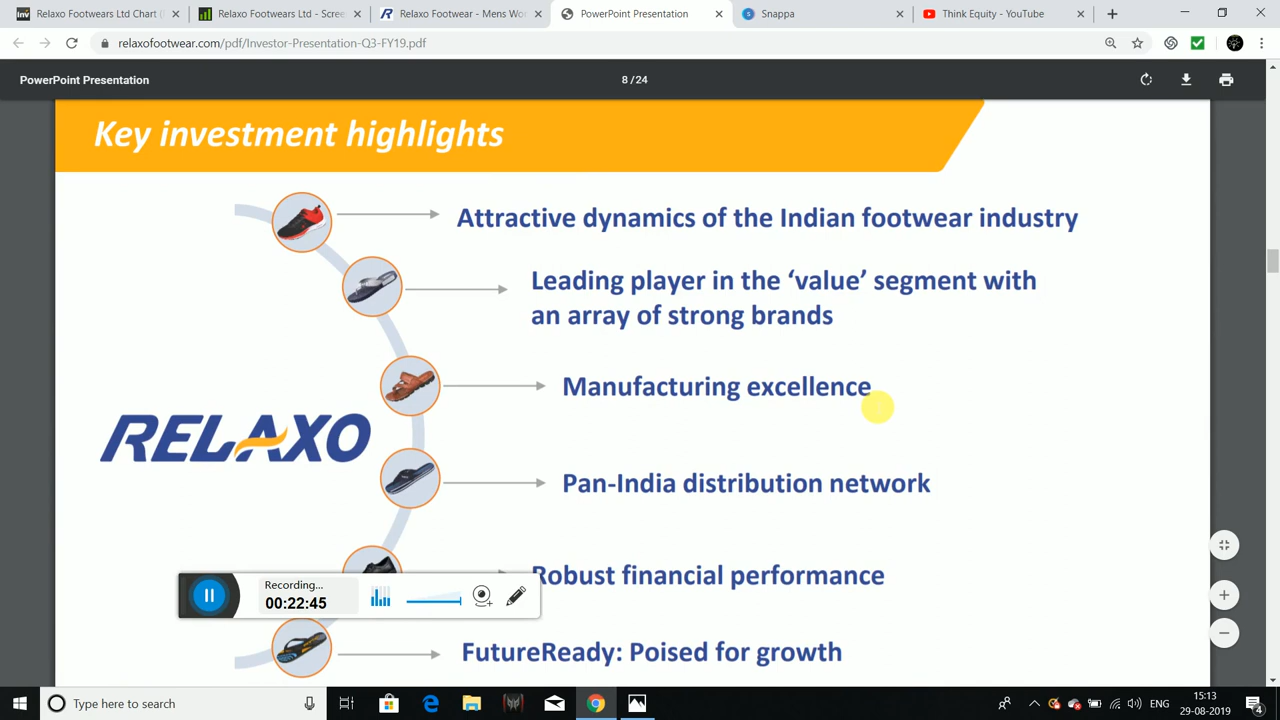 Relaxo Footwears Ltd Chart (
Relaxo Footwears Ltd - Scree
Relaxo Footwear - Mens Wo
PowerPoint Presentation
Snappa
Think Equity - YouTube
relaxofootwear.com/pdf/Investor-Presentation-Q3-FY19.pdf
PowerPoint Presentation
8 / 24
Key investment highlights
Attractive dynamics of the Indian footwear industry
Leading player in the ‘value’ segment with
an array of strong brands
Manufacturing excellence
RELAXO
Pan-India distribution network
Robust financial performance
Recording...
00:22:45
FutureReady: Poised for growth
Type here to search
ENG
15:13
29-08-2019
4